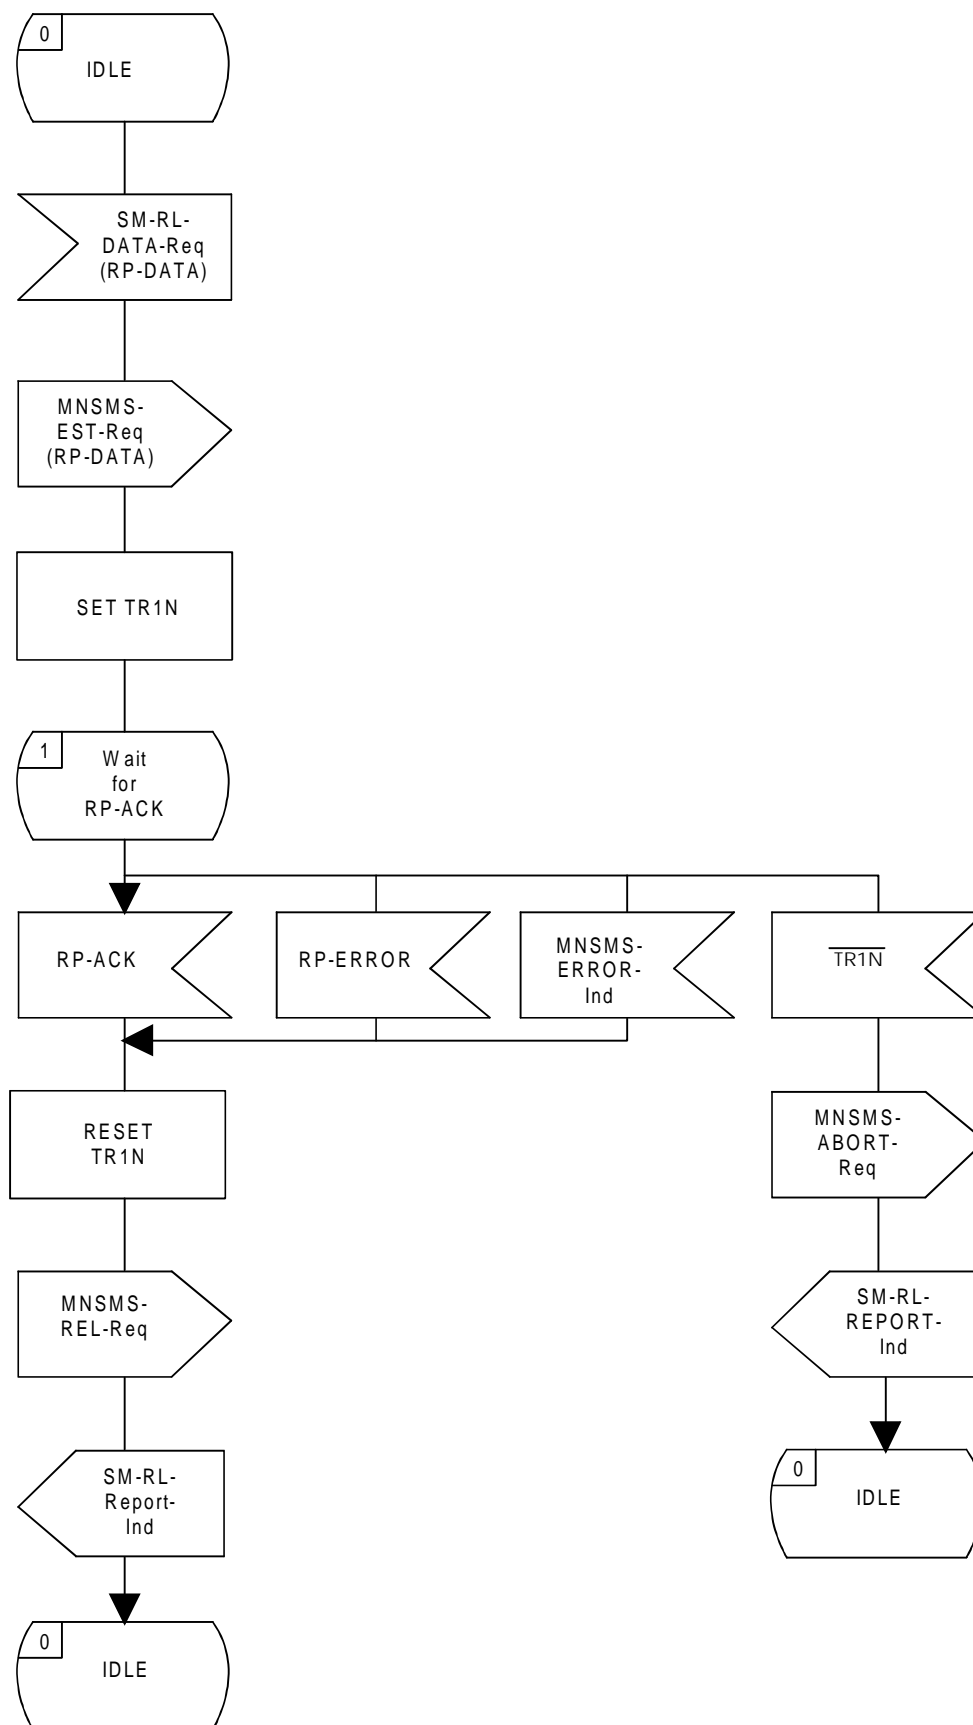 0
IDLE
SM-RL-
DATA-Req
(RP-DATA)
MNSMS-
EST-Req
(RP-DATA)
SET TR1N
1
Wait
for
RP-ACK
RP-ACK
RP-ERROR
MNSMS-
ERROR-
Ind
TR1N
RESET
TR1N
MNSMS-
ABORT-
Req
MNSMS-
REL-Req
SM-RL-
REPORT-
Ind
SM-RL-
Report-
Ind
0
IDLE
0
IDLE